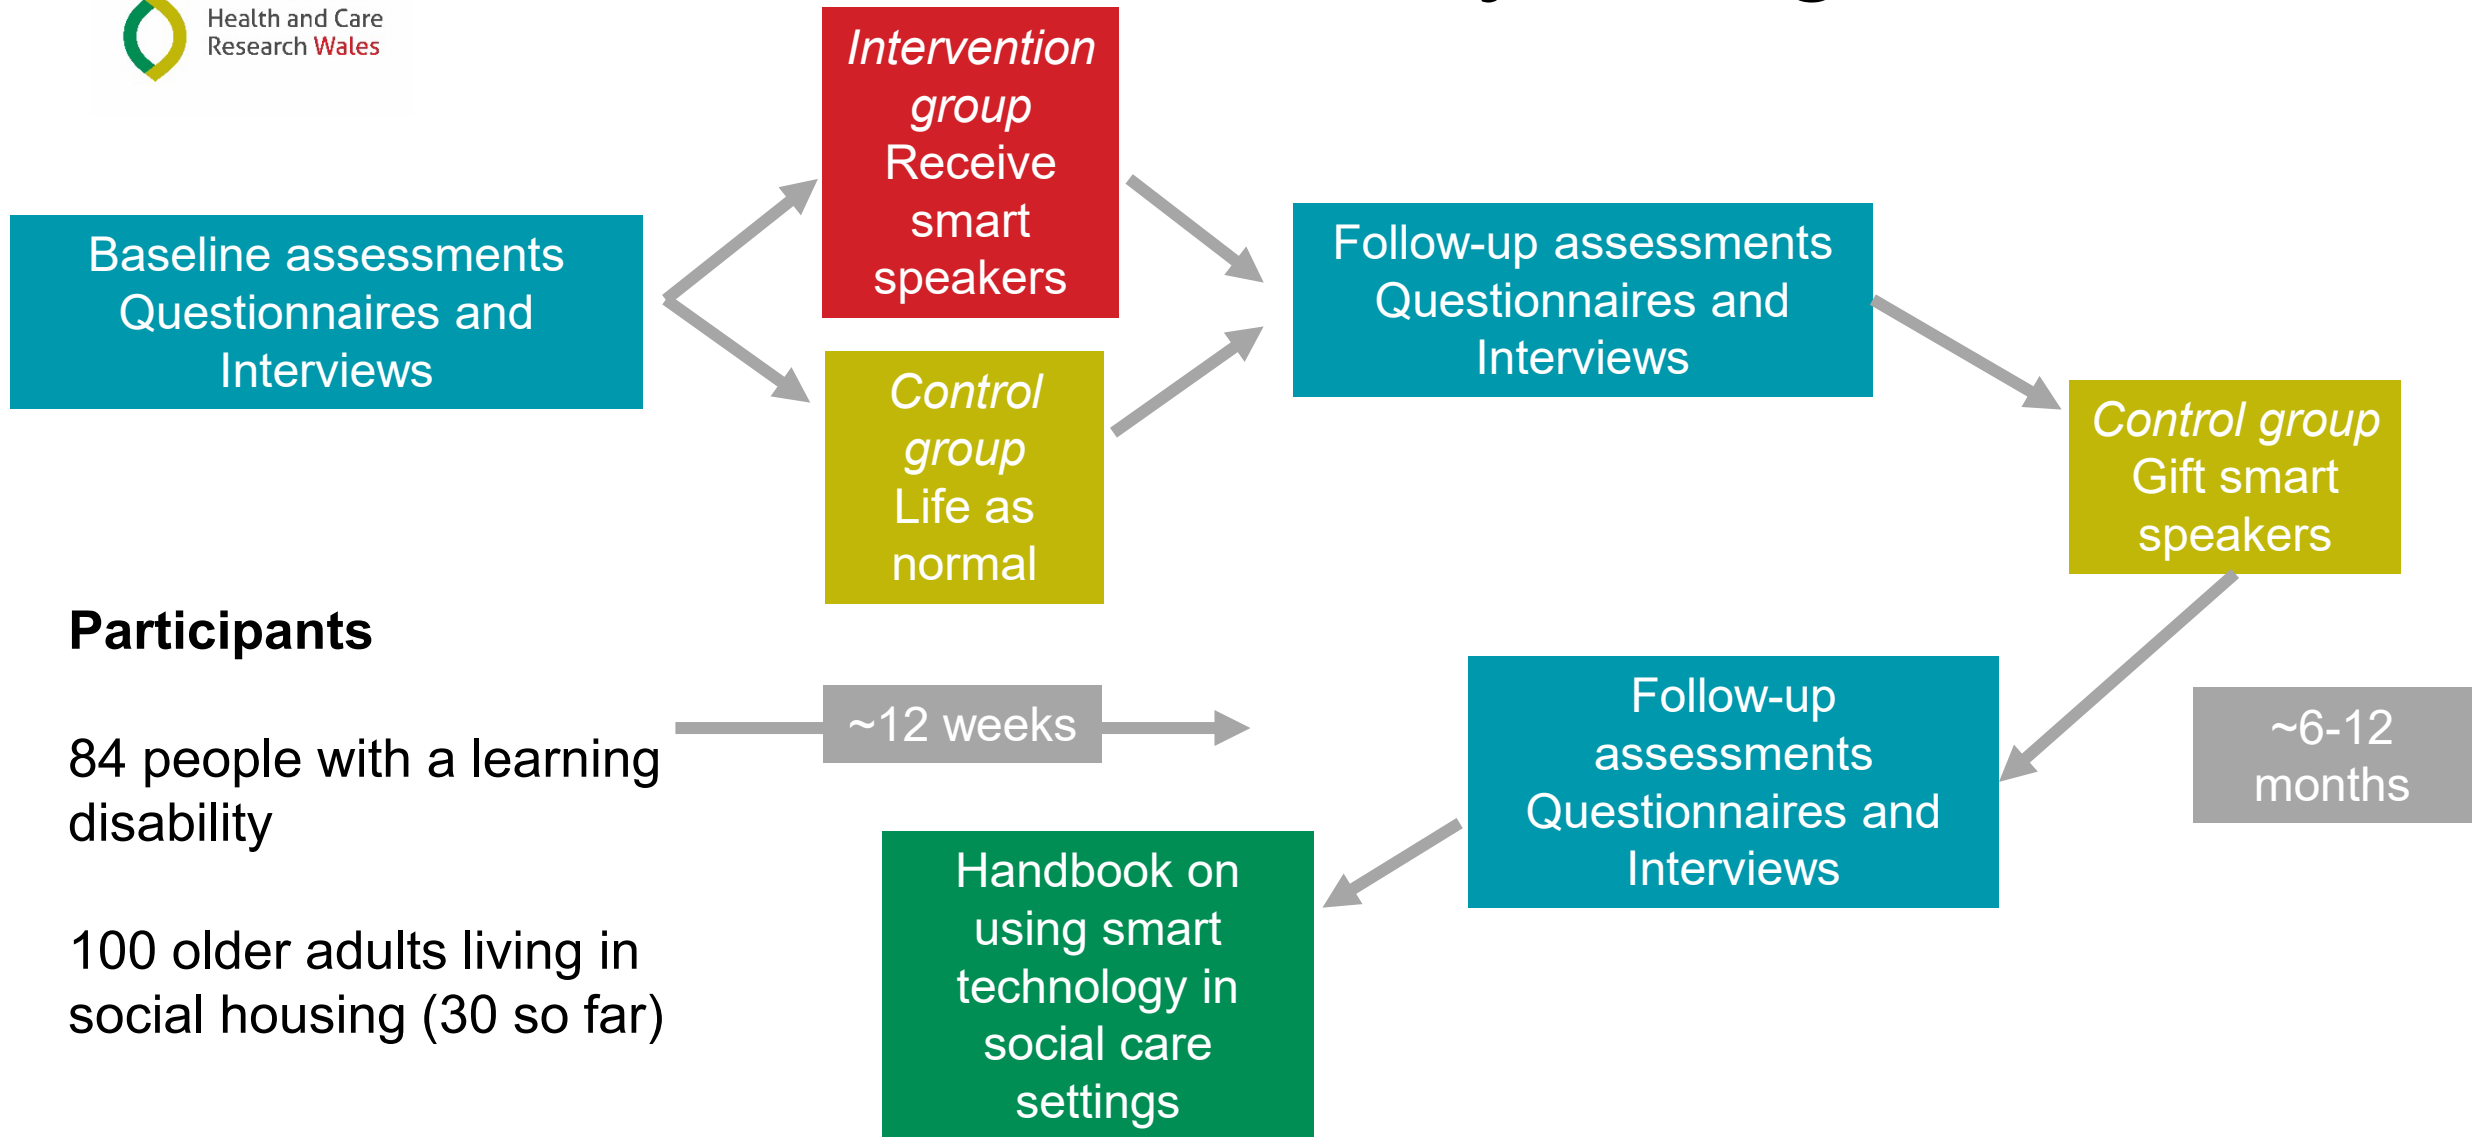 Health and Care
Research Wales
Intervention
group
Receive
smart
speakers
Baseline assessments
Questionnaires and
Interviews
Control
group
Life as
normal
Follow-up assessments
Questionnaires and
Interviews
Control group
Gift smart
speakers
Participants
84 people with a learning
disability
100 older adults living in
social housing (30 so far)
~12 weeks
Follow-up
assessments
Questionnaires and
Interviews
~6-12
months
Handbook on
using smart
technology in
social care
settings